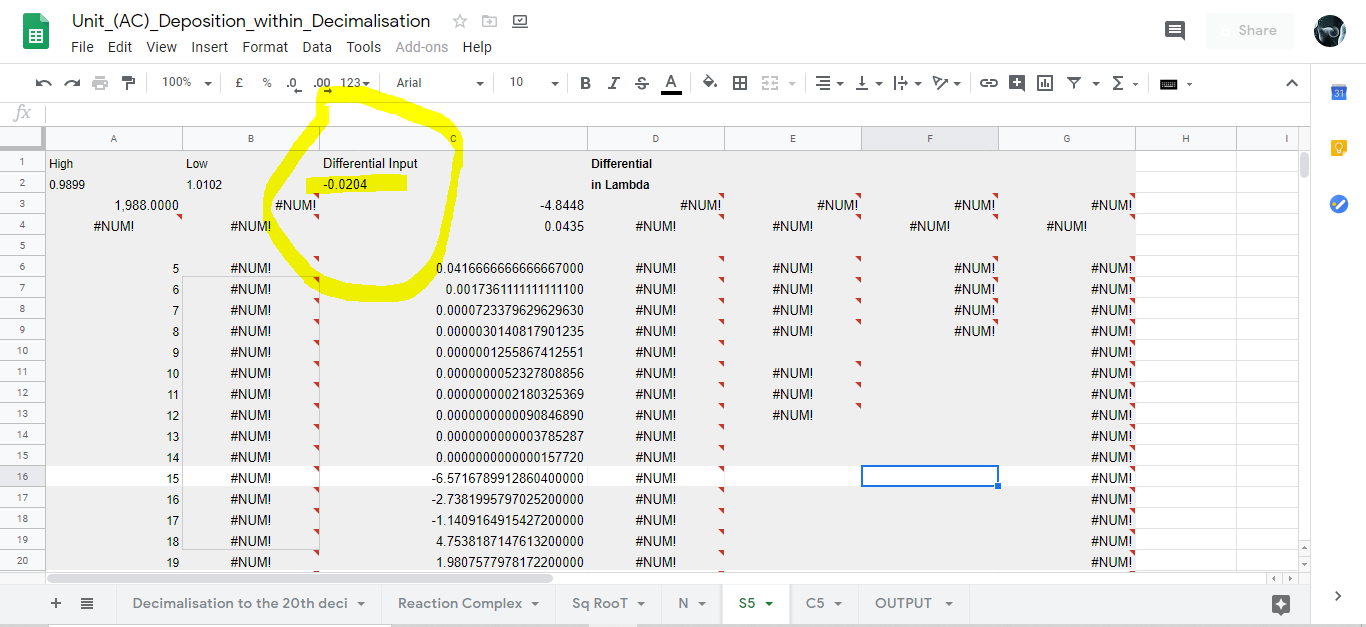 Unit_(AC)_Deposition_within_Decimalisation
File Edit View Insert Format Data Tools Add-ons Help
Share
100% £ % .0 .00 123 Arial 10 B I S A Σ
31
fx
A B C D E F G H I
1 High Low Differential Input Differential
2 0.9899 1.0102 -0.0204 in Lambda
3 1,988.0000 #NUM! -4.8448 #NUM! #NUM! #NUM! #NUM!
4 #NUM! #NUM! 0.0435 #NUM! #NUM! #NUM! #NUM!
5
6 5 #NUM! 0.0416666666666667000 #NUM! #NUM! #NUM! #NUM!
7 6 #NUM! 0.0017361111111111100 #NUM! #NUM! #NUM! #NUM!
8 7 #NUM! 0.0000723379629629630 #NUM! #NUM! #NUM! #NUM!
9 8 #NUM! 0.0000030140817901235 #NUM! #NUM! #NUM! #NUM!
10 9 #NUM! 0.0000001255867412551 #NUM! #NUM!
11 10 #NUM! 0.0000000052327808856 #NUM! #NUM! #NUM!
12 11 #NUM! 0.0000000002180325369 #NUM! #NUM! #NUM!
13 12 #NUM! 0.0000000000090846890 #NUM! #NUM! #NUM!
14 13 #NUM! 0.0000000000003785287 #NUM! #NUM!
15 14 #NUM! 0.0000000000000157720 #NUM! #NUM!
16 15 #NUM! -6.5716789912860400000 #NUM! #NUM!
17 16 #NUM! -2.7381995797025200000 #NUM! #NUM!
18 17 #NUM! -1.1409164915427200000 #NUM! #NUM!
19 18 #NUM! 4.7538187147613200000 #NUM! #NUM!
20 19 #NUM! 1.9807577978172200000 #NUM! #NUM!
Decimalisation to the 20th deci Reaction Complex Sq RooT N S5 C5 OUTPUT